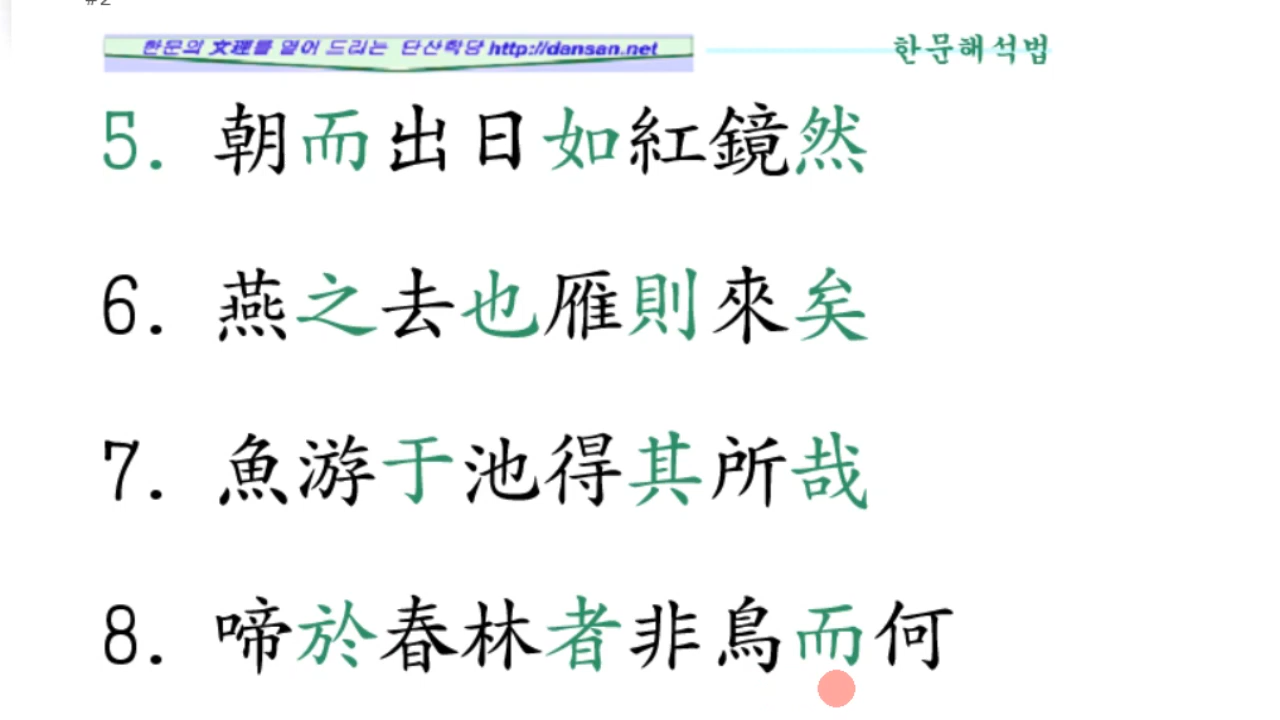 #2
한문의 文理를 열어 드리는 단산학당 http://dansan.net
한문해석법
5. 朝而出日如紅鏡然
6. 燕之去也雁則來矣
7. 魚游于池得其所哉
8. 啼於春林者非鳥而何